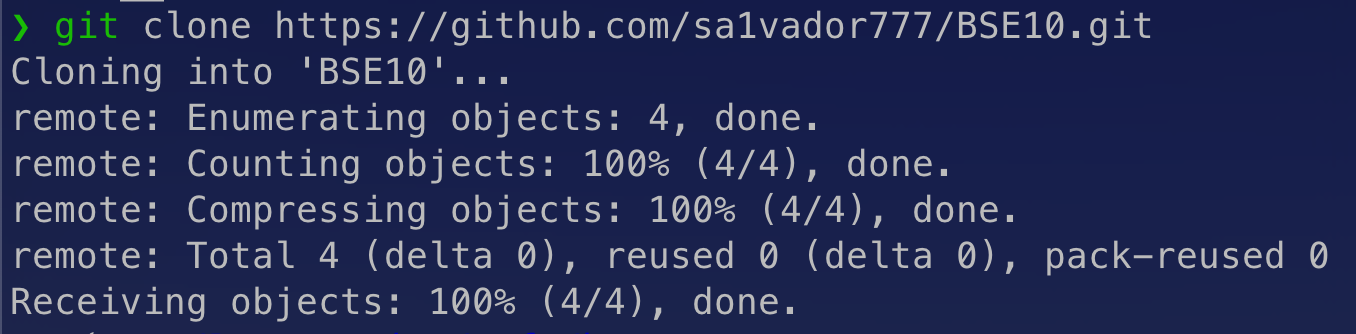 ❯ git clone https://github.com/sa1vador777/BSE10.git
Cloning into 'BSE10'...
remote: Enumerating objects: 4, done.
remote: Counting objects: 100% (4/4), done.
remote: Compressing objects: 100% (4/4), done.
remote: Total 4 (delta 0), reused 0 (delta 0), pack-reused 0
Receiving objects: 100% (4/4), done.